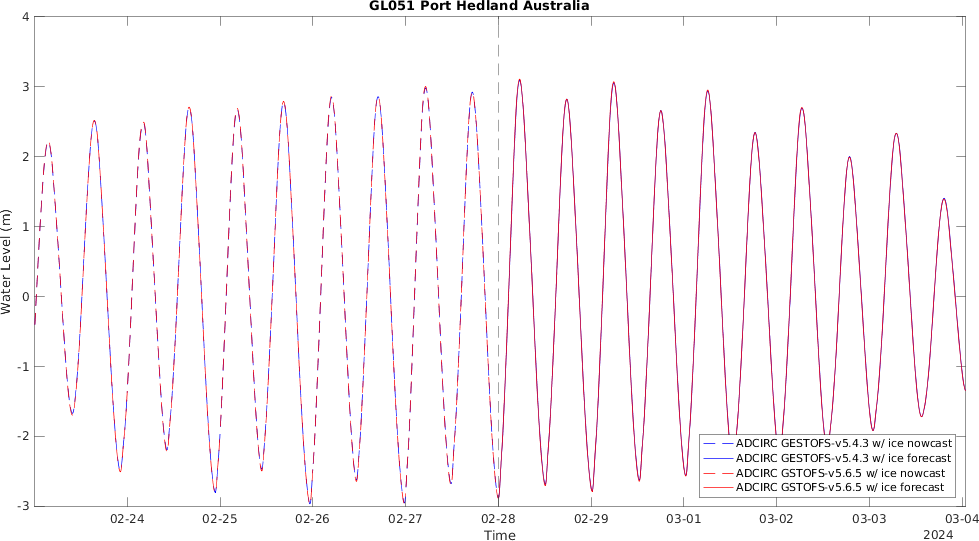 GL051 Port Hedland Australia
4
3
2
1
0
-1
-2
-3
Water Level (m)
ADCIRC GESTOFS-v5.4.3 w/ ice nowcast
ADCIRC GESTOFS-v5.4.3 w/ ice forecast
ADCIRC GSTOFS-v5.6.5 w/ ice nowcast
ADCIRC GSTOFS-v5.6.5 w/ ice forecast
02-24 02-25 02-26 02-27 02-28 02-29 03-01 03-02 03-03 03-04
Time
2024